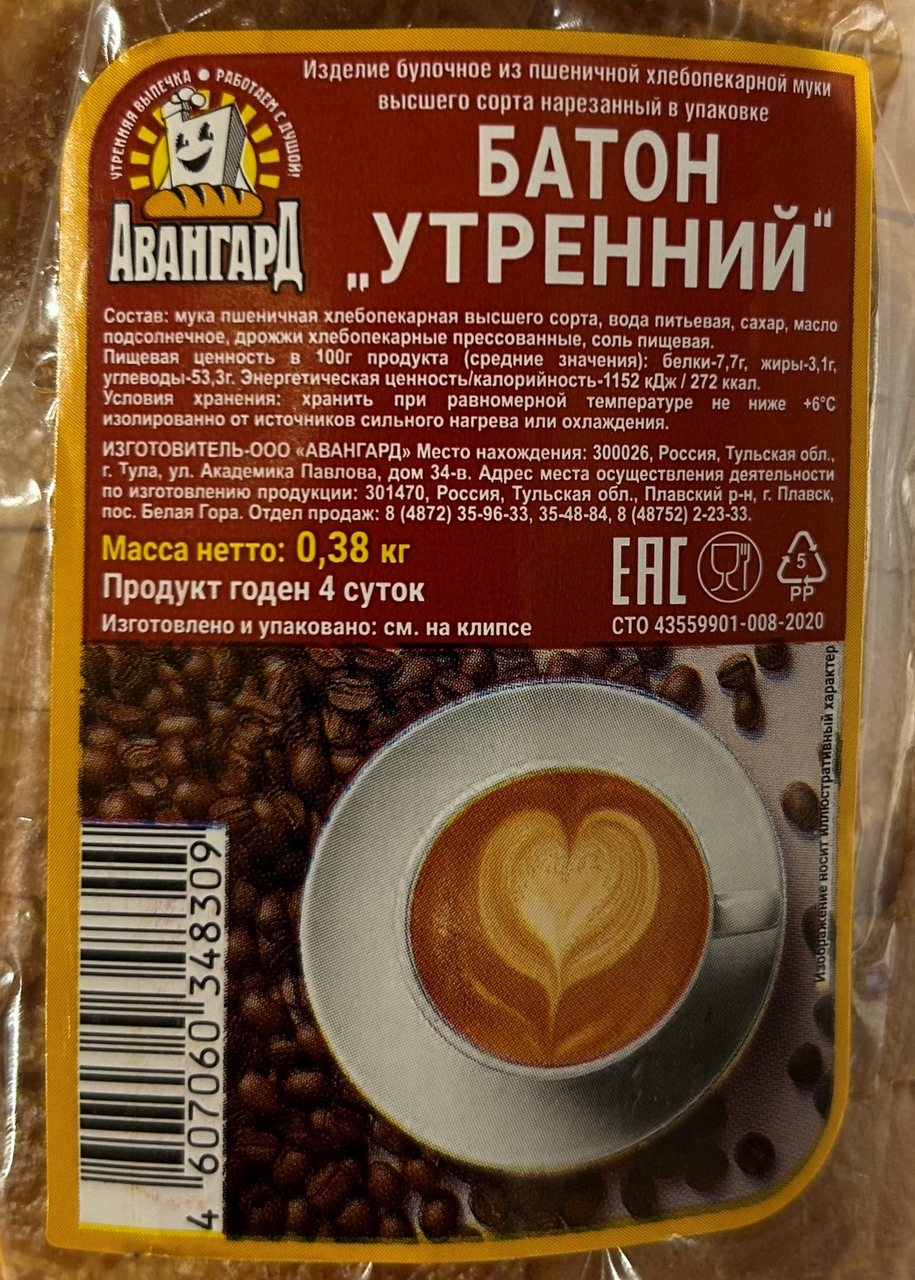 УТРЕННЯЯ ВЫПЕЧКА • РАБОТАЕМ С ДУШОЙ!
АВАНГАРД
Изделие булочное из пшеничной хлебопекарной муки
высшего сорта нарезанный в упаковке
БАТОН
„УТРЕННИЙ“
Состав: мука пшеничная хлебопекарная высшего сорта, вода питьевая, сахар, масло
подсолнечное, дрожжи хлебопекарные прессованные, соль пищевая.
Пищевая ценность в 100г продукта (средние значения): белки-7,7г, жиры-3,1г,
углеводы-53,3г. Энергетическая ценность/калорийность-1152 кДж / 272 ккал.
Условия хранения: хранить при равномерной температуре не ниже +6°С
изолированно от источников сильного нагрева или охлаждения.
ИЗГОТОВИТЕЛЬ-ООО «АВАНГАРД» Место нахождения: 300026, Россия, Тульская обл.,
г. Тула, ул. Академика Павлова, дом 34-в. Адрес места осуществления деятельности
по изготовлению продукции: 301470, Россия, Тульская обл., Плавский р-н, г. Плавск,
пос. Белая Гора. Отдел продаж: 8 (4872) 35-96-33, 35-48-84, 8 (48752) 2-23-33.
Масса нетто: 0,38 кг
Продукт годен 4 суток
Изготовлено и упаковано: см. на клипсе
ЕАС
5
PP
СТО 43559901-008-2020
Изображение носит иллюстративный характер
4 607060 348309